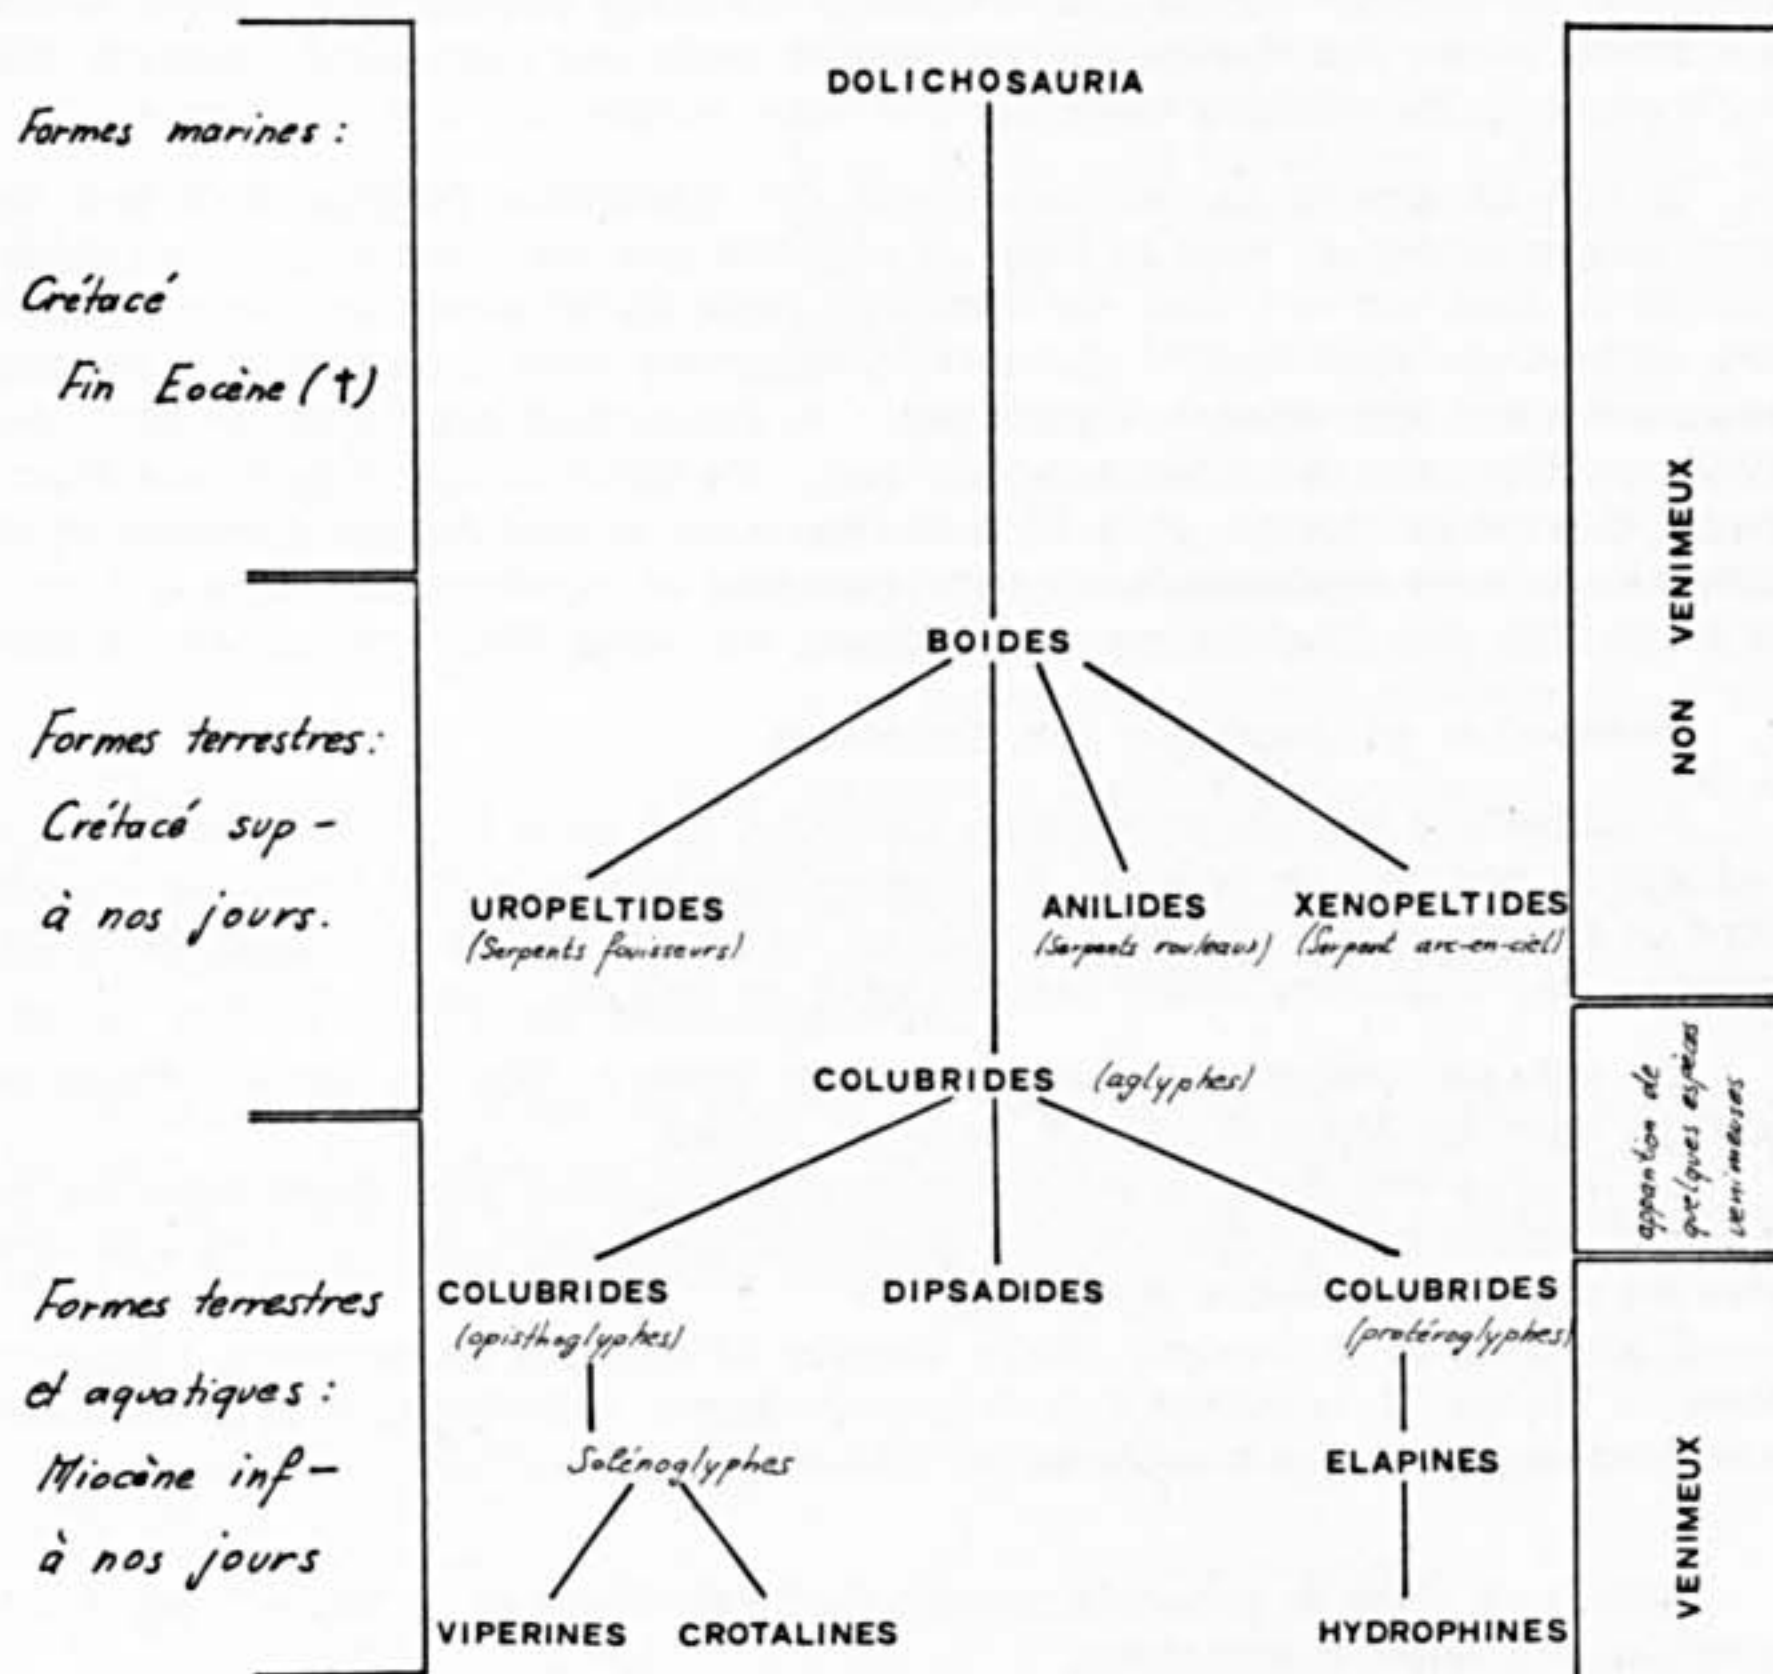 DOLICHOSAURIA
Formes marines :
Crétacé
Fin Eocène (†)
NON VENIMEUX
BOIDES
Formes terrestres :
Crétacé sup -
à nos jours.
UROPELTIDES
(Serpents fouisseurs)
ANILIDES
(Serpents rouleaux)
XENOPELTIDES
(Serpent arc-en-ciel)
COLUBRIDES (aglyphes)
apparition de
quelques espèces
venimeuses
Formes terrestres
et aquatiques :
Miocène inf -
à nos jours
COLUBRIDES
(opisthoglyphes)
DIPSADIDES
COLUBRIDES
(protéroglyphes)
Solénoglyphes
ELAPINES
VIPERINES
CROTALINES
HYDROPHINES
VENIMEUX